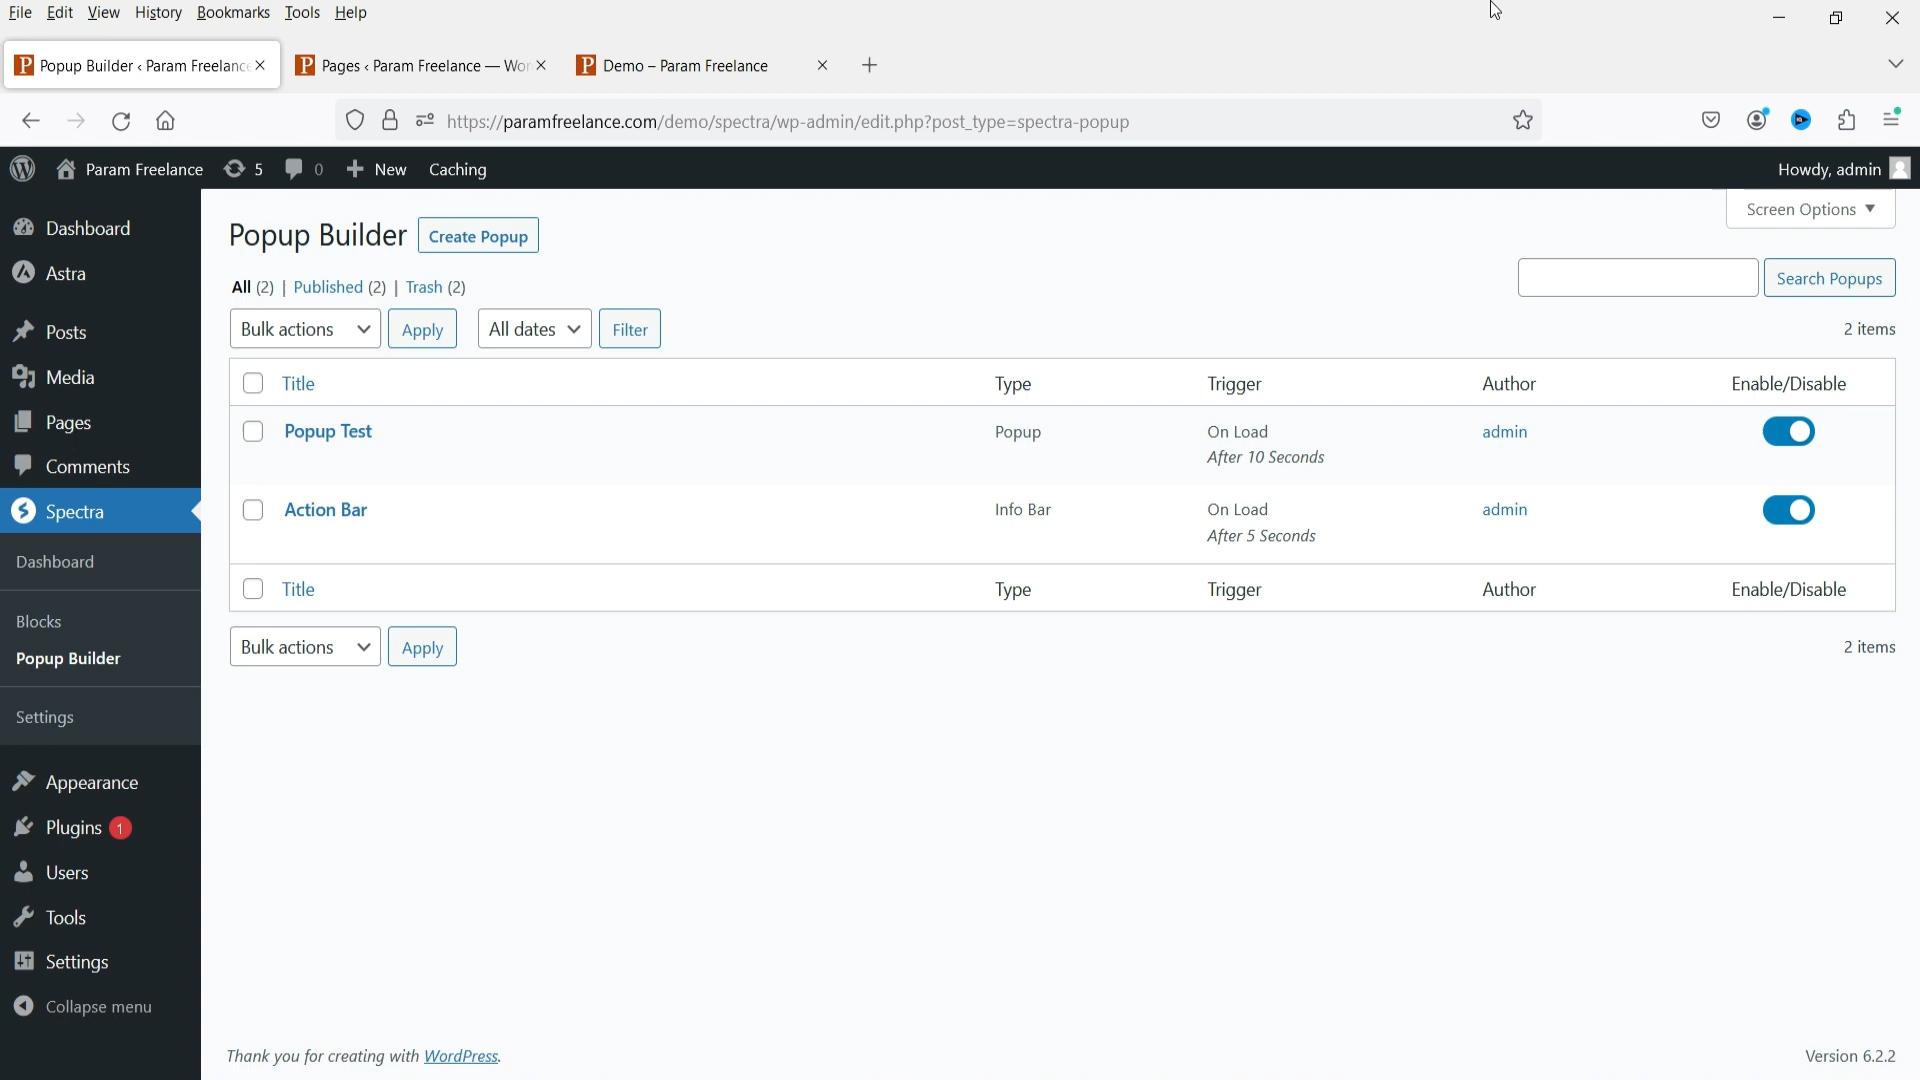 File Edit View History Bookmarks Tools Help
Popup Builder ‹ Param Freelance
Pages ‹ Param Freelance — Wor
Demo – Param Freelance
https://paramfreelance.com/demo/spectra/wp-admin/edit.php?post_type=spectra-popup
Param Freelance 5 0 New Caching Howdy, admin
Screen Options
Dashboard
Astra
Posts
Media
Pages
Comments
Spectra
Dashboard
Blocks
Popup Builder
Settings
Appearance
Plugins 1
Users
Tools
Settings
Collapse menu
Popup Builder Create Popup
All (2) | Published (2) | Trash (2)
Search Popups
Bulk actions Apply All dates Filter 2 items
Title Type Trigger Author Enable/Disable
Popup Test Popup On Load admin
After 10 Seconds
Action Bar Info Bar On Load admin
After 5 Seconds
Title Type Trigger Author Enable/Disable
Bulk actions Apply 2 items
Thank you for creating with WordPress. Version 6.2.2